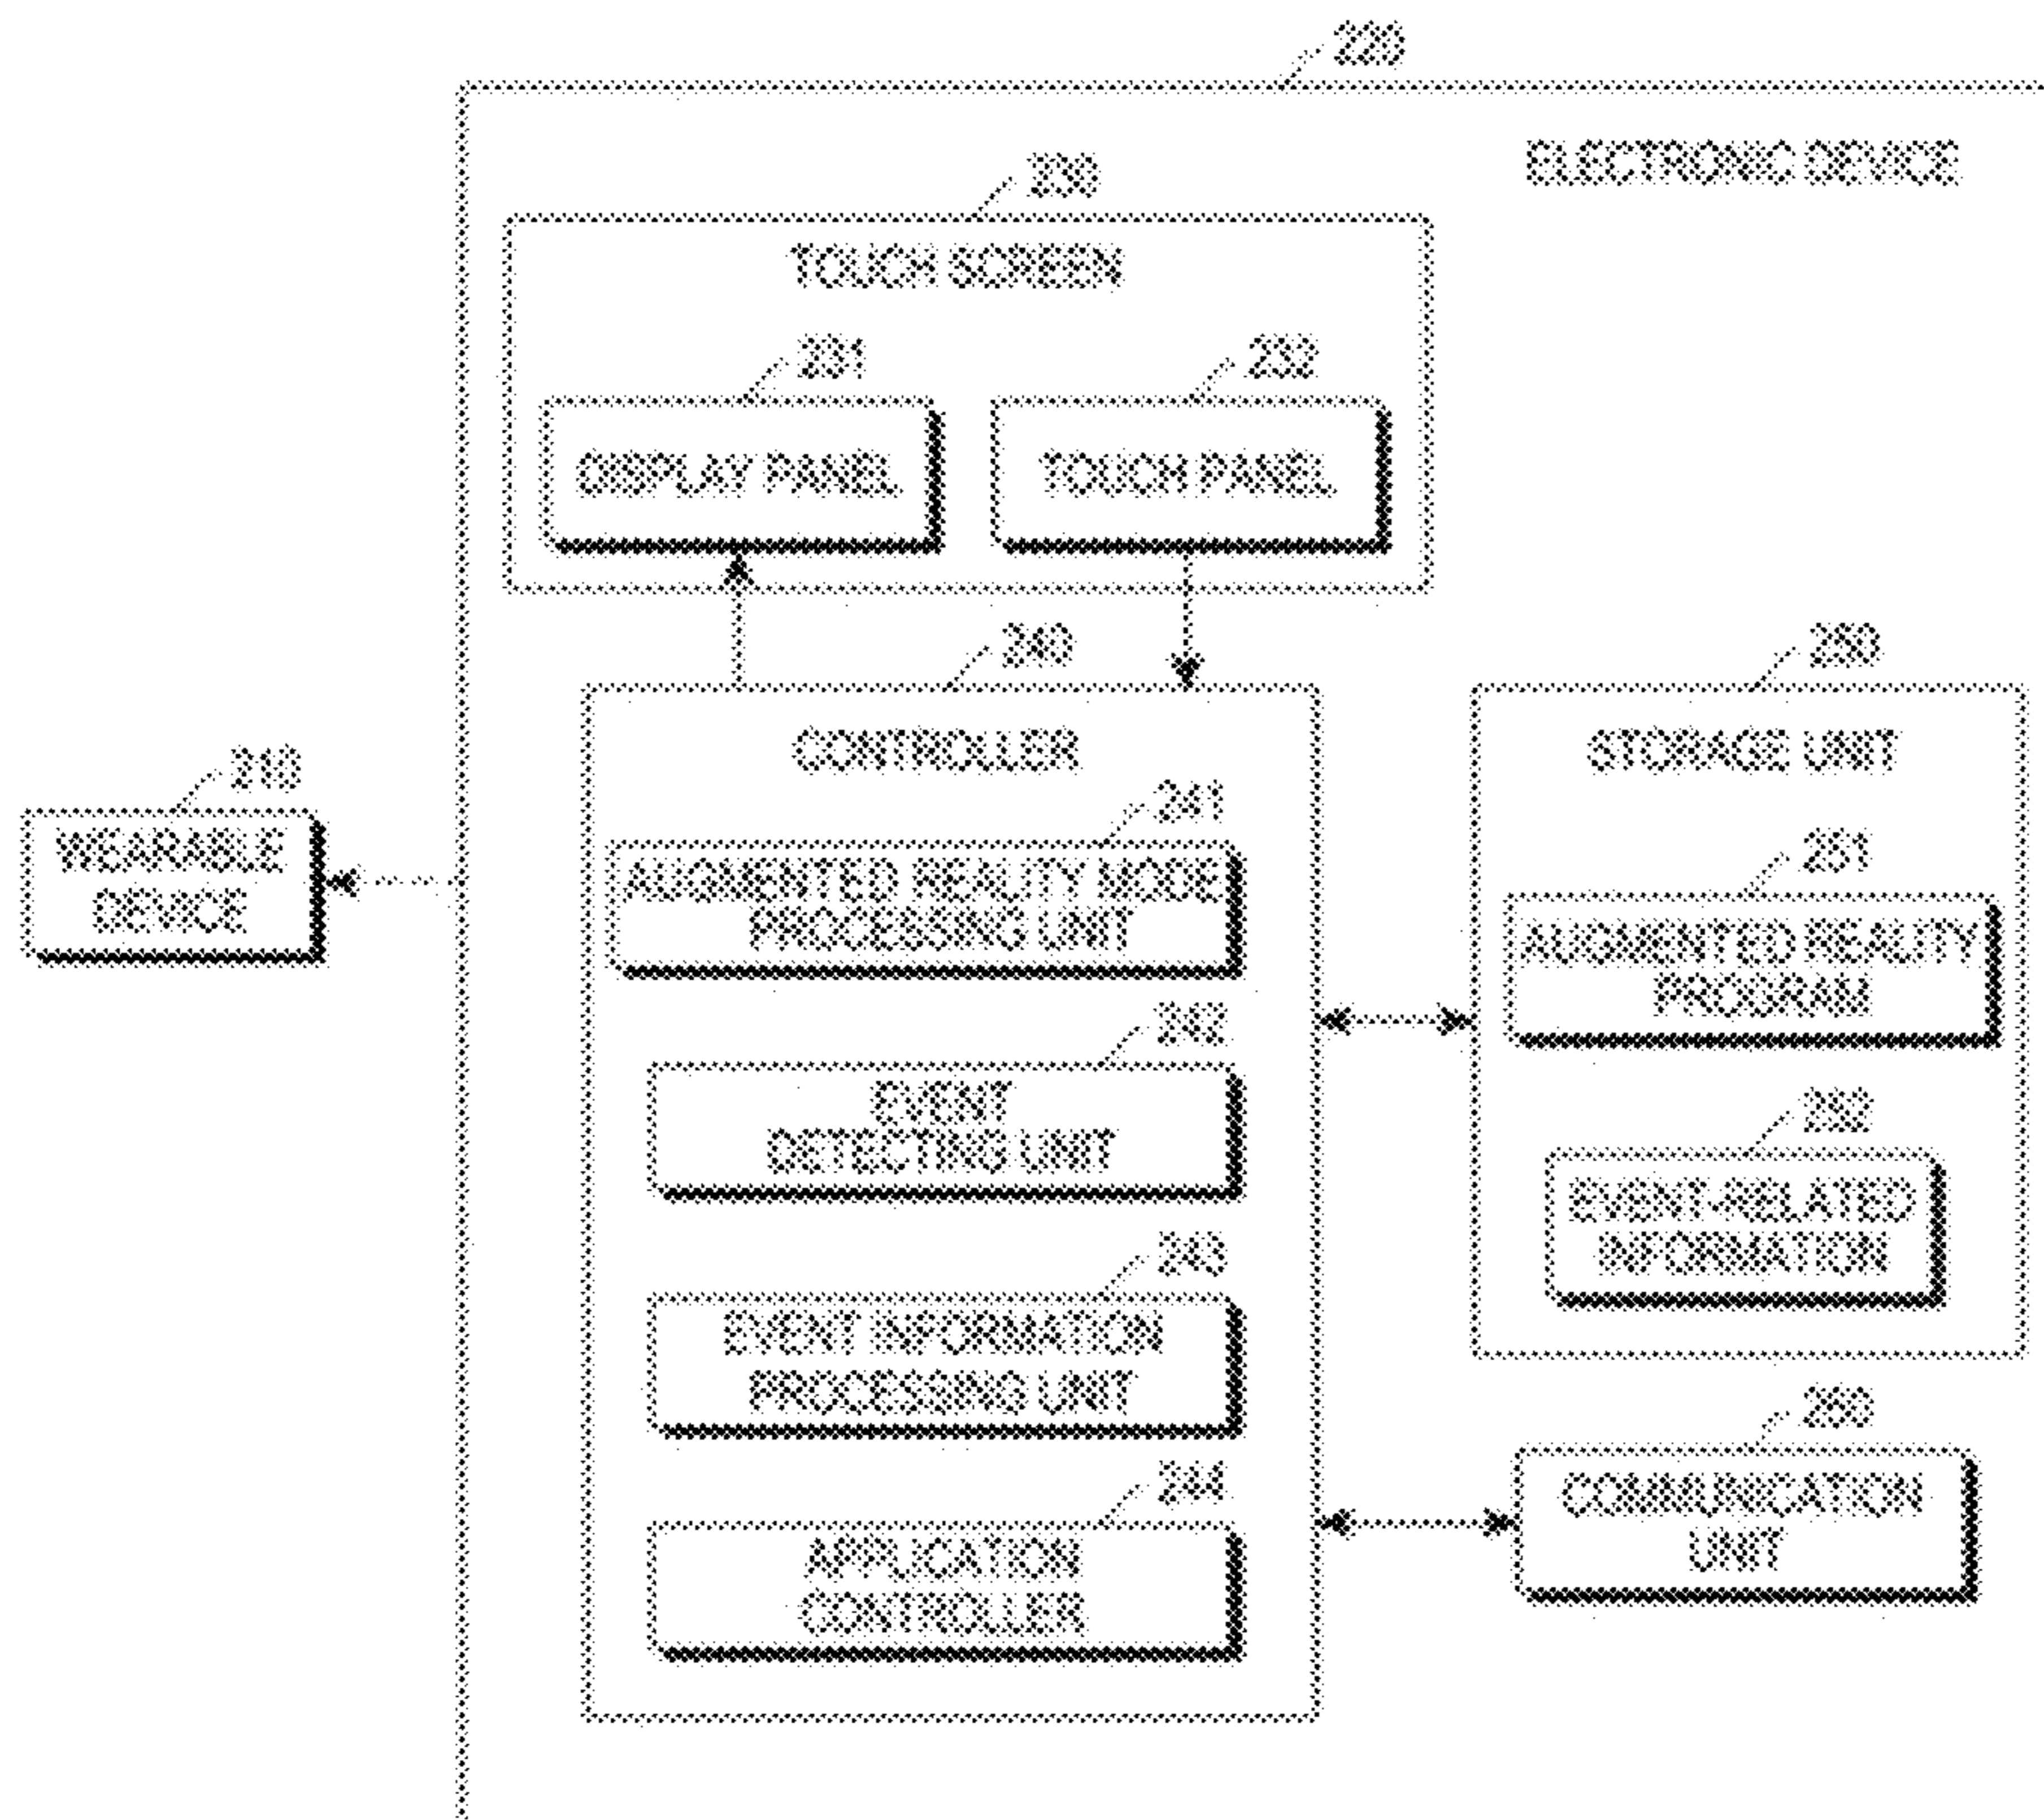 220
ELECTRONIC DEVICE
230
TOUCH SCREEN
231
232
DISPLAY PANEL
TOUCH PANEL
240
250
CONTROLLER
STORAGE UNIT
210
WEARABLE
DEVICE
241
AUGMENTED REALITY MODE
PROCESSING UNIT
251
AUGMENTED REALITY
PROGRAM
242
EVENT
DETECTING UNIT
252
EVENT-RELATED
INFORMATION
243
EVENT INFORMATION
PROCESSING UNIT
260
COMMUNICATION
UNIT
244
APPLICATION
CONTROLLER